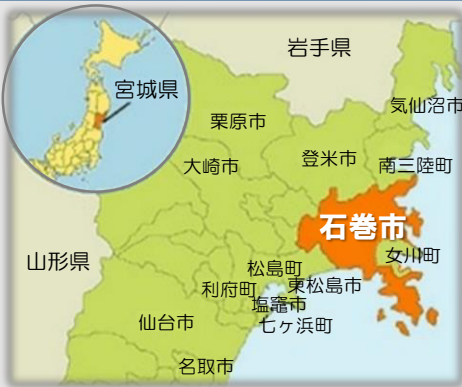 岩手県
宮城県
気仙沼市
栗原市
登米市
大崎市
南三陸町
石巻市
女川町
山形県
松島町
東松島市
利府町
塩竈市
仙台市
七ヶ浜町
名取市